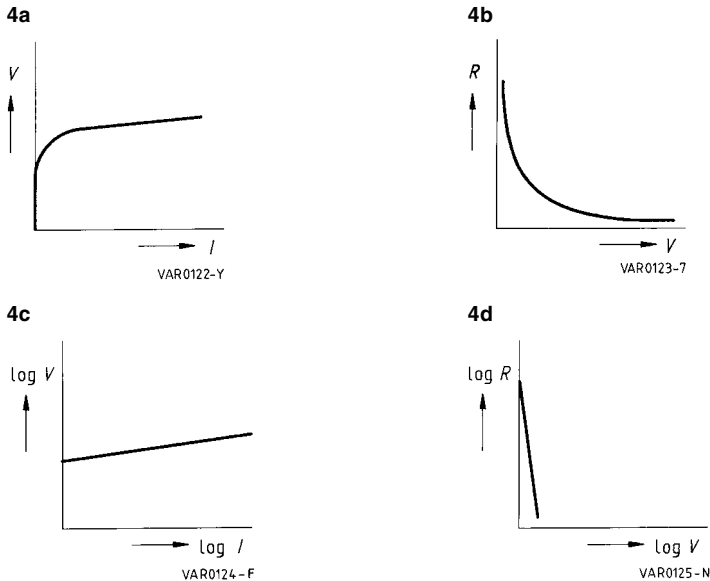 4a
V
I
VAR0122-Y
4b
R
V
VAR0123-7
4c
log V
log I
VAR0124-F
4d
log R
log V
VAR0125-N